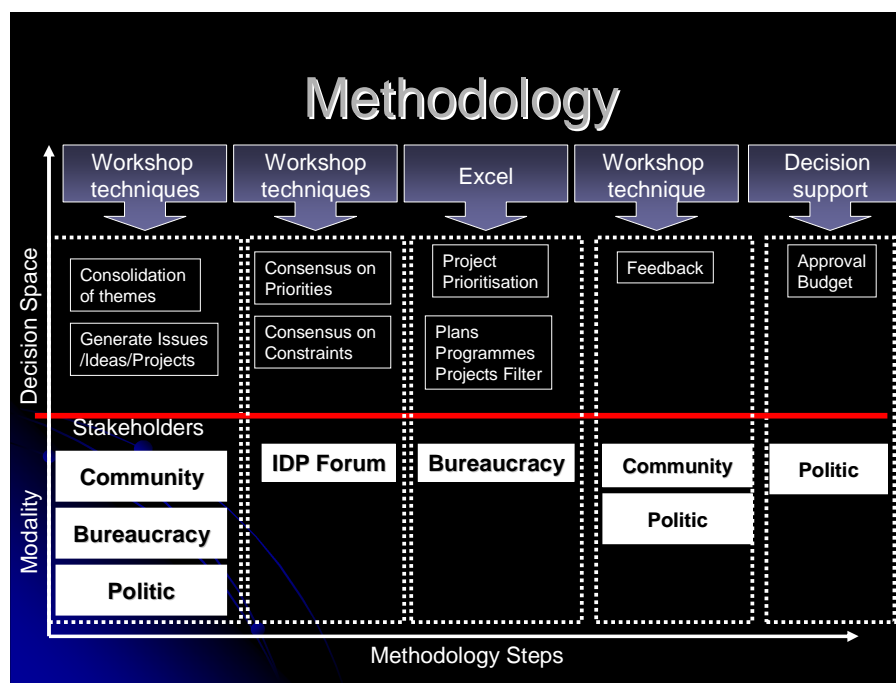 Methodology
Workshop
techniques
Workshop
techniques
Excel
Workshop
technique
Decision
support
Decision Space
Consolidation
of themes
Generate Issues
/Ideas/Projects
Consensus on
Priorities
Consensus on
Constraints
Project
Prioritisation
Plans
Programmes
Projects Filter
Feedback
Approval
Budget
Modality
Stakeholders
Community
Bureaucracy
Politic
IDP Forum
Bureaucracy
Community
Politic
Politic
Methodology Steps